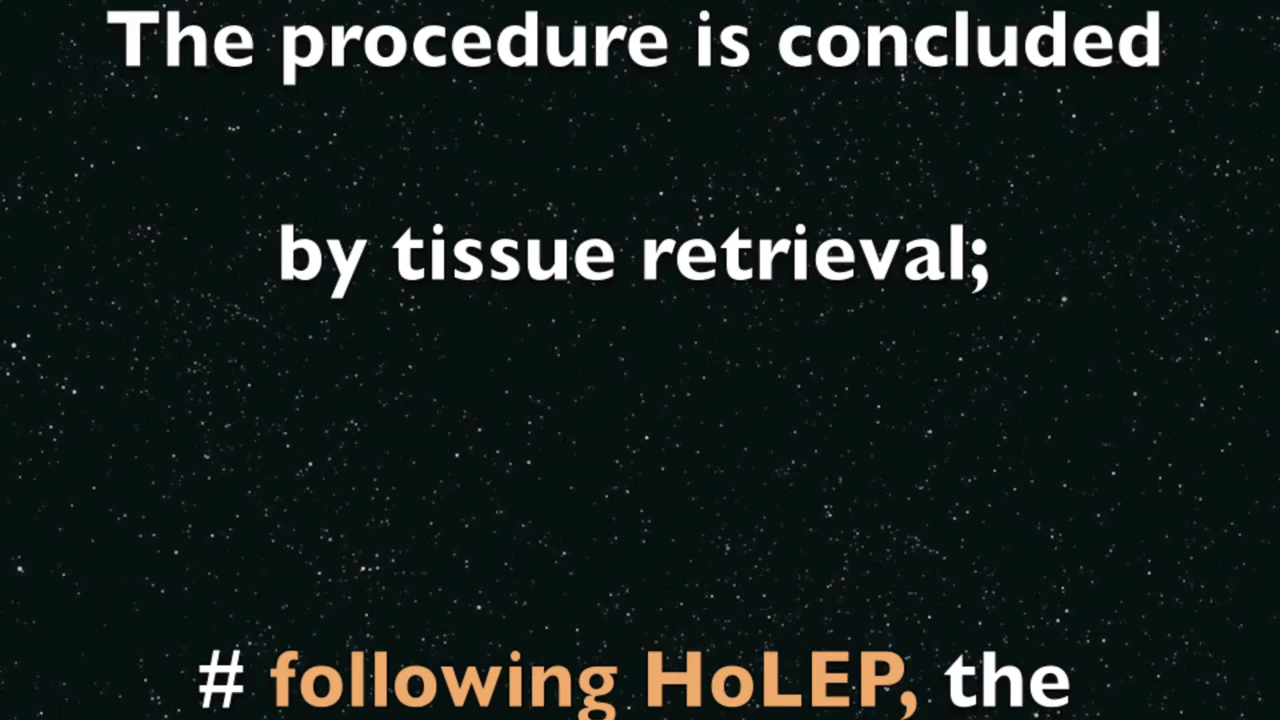 The procedure is concluded
by tissue retrieval;
# following HoLEP, the